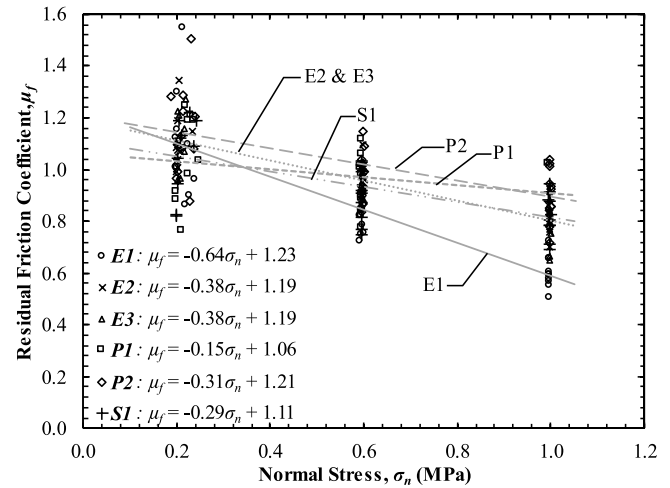 Residual Friction Coefficient, μf
1.6
1.4
1.2
1.0
0.8
0.6
0.4
0.2
0.0
E2 & E3
S1
P2
P1
E1
E1: μf = -0.64σn + 1.23
E2 : μf = -0.38σn + 1.19
E3 : μf = -0.38σn + 1.19
P1 : μf = -0.15σn + 1.06
P2 : μf = -0.31σn + 1.21
S1 : μf = -0.29σn + 1.11
0.0 0.2 0.4 0.6 0.8 1.0 1.2
Normal Stress, σn (MPa)